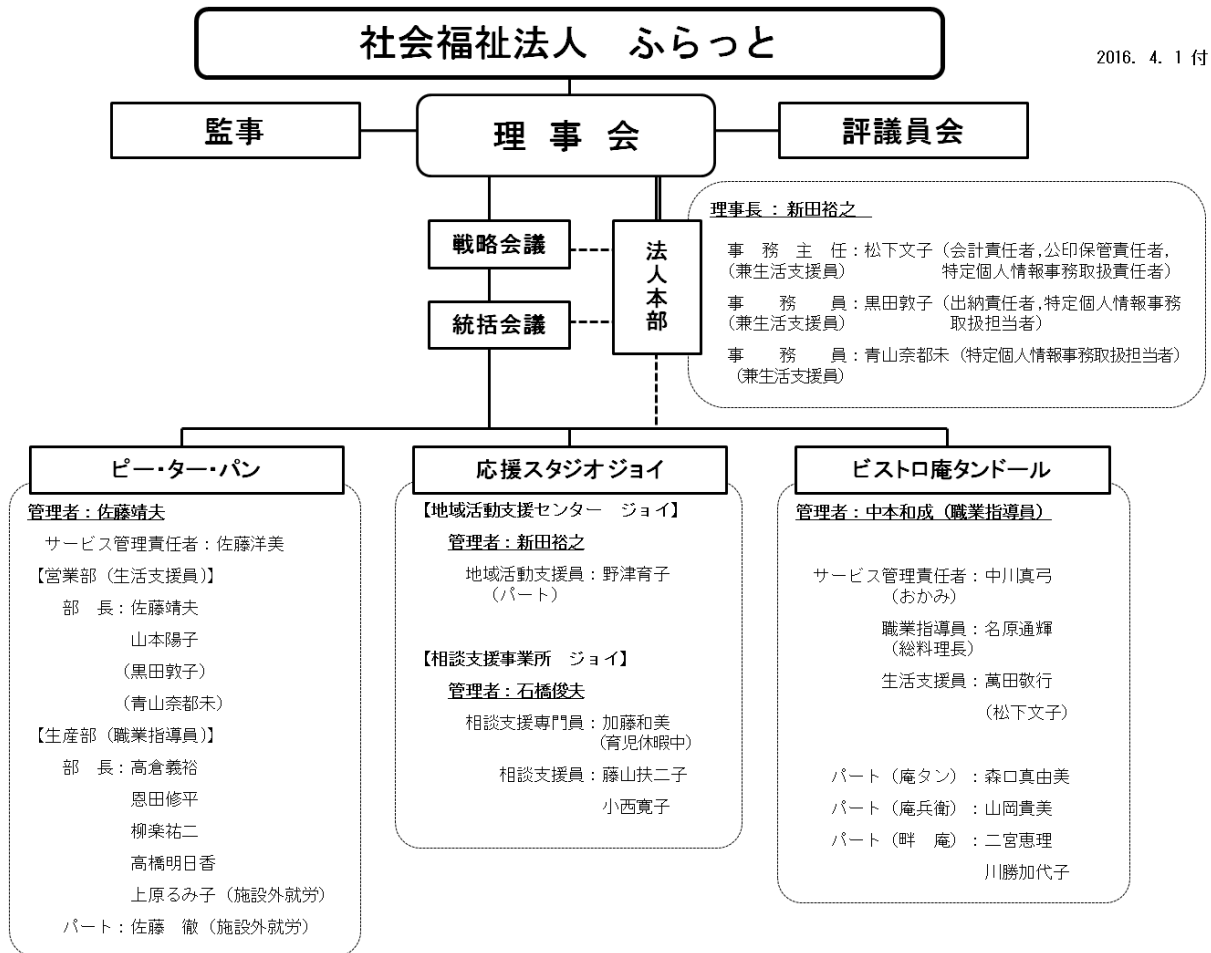 社会福祉法人　ふらっと
2016. 4. 1 付
監事
理 事 会
評議員会
戦略会議
統括会議
法人本部
理事長 : 新田裕之
事 務 主 任：松下文子（会計責任者,公印保管責任者,
(兼生活支援員)　特定個人情報事務取扱責任者）
事　務　員：黒田敦子（出納責任者,特定個人情報事務
(兼生活支援員)　取扱担当者）
事　務　員：青山奈都未（特定個人情報事務取扱担当者）
(兼生活支援員)
ピー・ター・パン
管理者：佐藤靖夫
サービス管理責任者：佐藤洋美
【営業部（生活支援員）】
部　長：佐藤靖夫
山本陽子
（黒田敦子）
（青山奈都未）
【生産部（職業指導員）】
部　長：高倉義裕
恩田修平
柳楽祐二
高橋明日香
上原るみ子（施設外就労）
パート：佐藤　徹（施設外就労）
応援スタジオジョイ
【地域活動支援センター　ジョイ】
管理者：新田裕之
地域活動支援員：野津育子
（パート）
【相談支援事業所　ジョイ】
管理者：石橋俊夫
相談支援専門員：加藤和美
（育児休暇中）
相談支援員：藤山扶二子
小西寛子
ビストロ庵タンドール
管理者：中本和成（職業指導員）
サービス管理責任者：中川真弓
（おかみ）
職業指導員：名原通輝
（総料理長）
生活支援員：萬田敬行
（松下文子）
パート（庵タン）：森口真由美
パート（庵兵衛）：山岡貴美
パート（畔　庵）：二宮恵理
川勝加代子